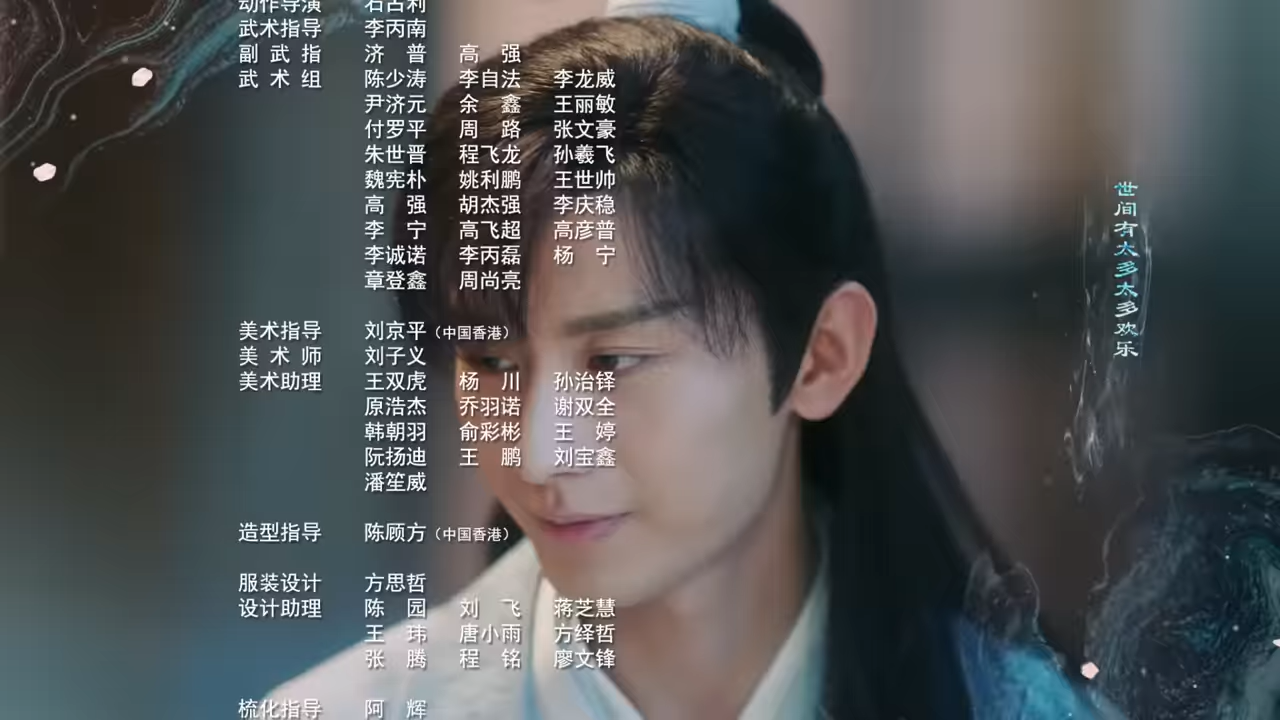 动作导演 石占利
武术指导 李丙南
副武指 济普 高强
武术组 陈少涛 李自法 李龙威
尹济元 余鑫 王丽敏
付罗平 周路 张文豪
朱世晋 程飞龙 孙羲飞
魏宪朴 姚利鹏 王世帅
高强 胡杰强 李庆稳
李宁 高飞超 高彦普
李诚诺 李丙磊 杨宁
章登鑫 周尚亮
美术指导 刘京平（中国香港）
美术师 刘子义
美术助理 王双虎 杨川 孙治铎
原浩杰 乔羽诺 谢双全
韩朝羽 俞彩彬 王婷
阮扬迪 王鹏 刘宝鑫
潘笙威
造型指导 陈顾方（中国香港）
服装设计 方思哲
设计助理 陈园 刘飞 蒋芝慧
王玮 唐小雨 方绎哲
张腾 程铭 廖文锋
梳化指导 阿辉
世间有太多太多欢乐